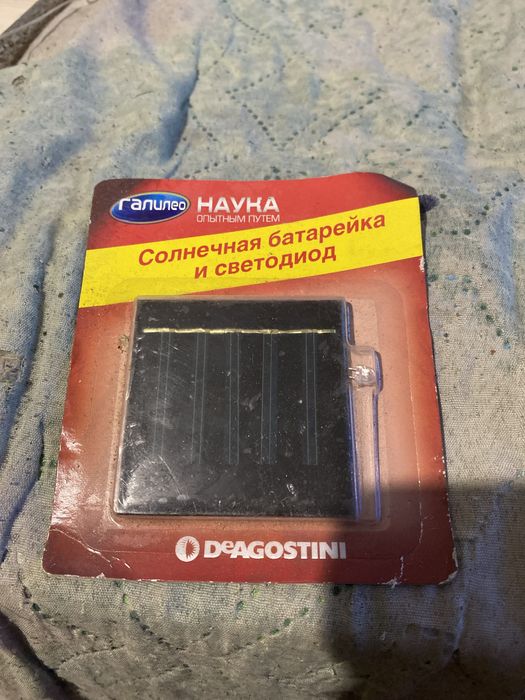 Галилео
НАУКА
ОПЫТНЫМ ПУТЕМ
Солнечная батарейка
и светодиод
DeAGOSTINI